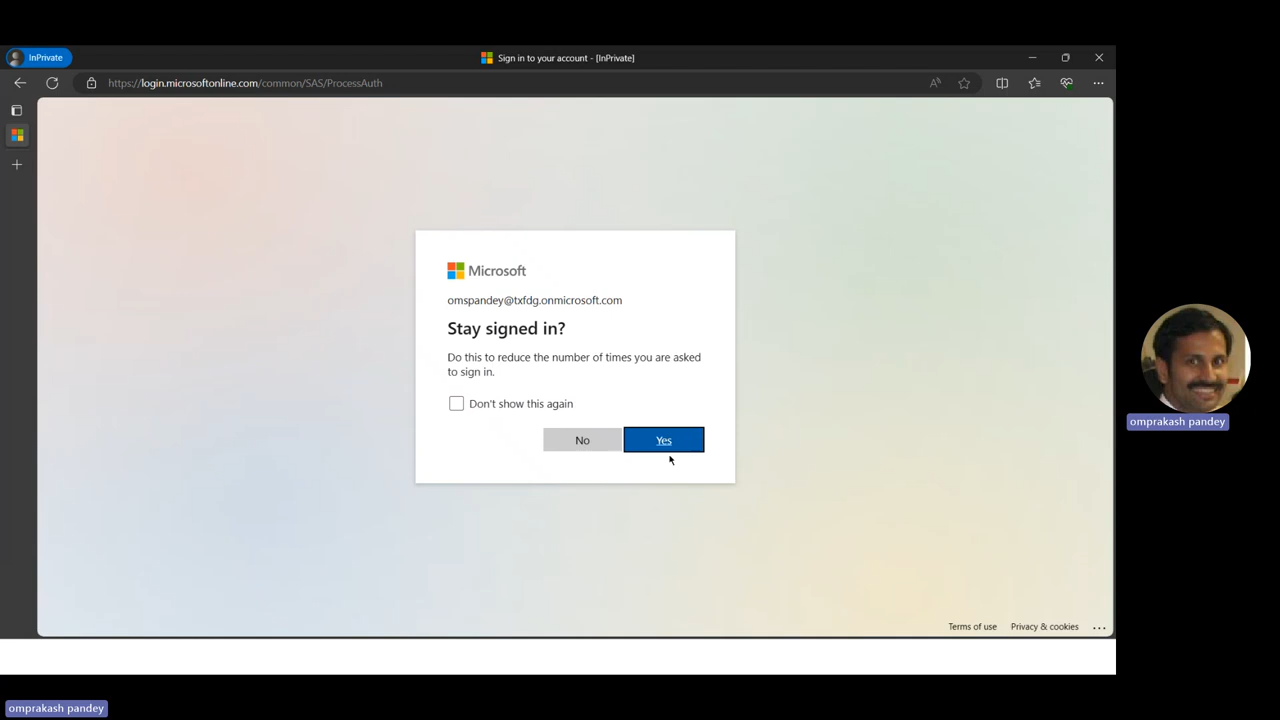 InPrivate
Sign in to your account - [InPrivate]
https://login.microsoftonline.com/common/SAS/ProcessAuth
Microsoft
omspandey@txfdg.onmicrosoft.com
Stay signed in?
Do this to reduce the number of times you are asked
to sign in.
Don't show this again
No
Yes
omprakash pandey
Terms of use
Privacy & cookies
...
omprakash pandey